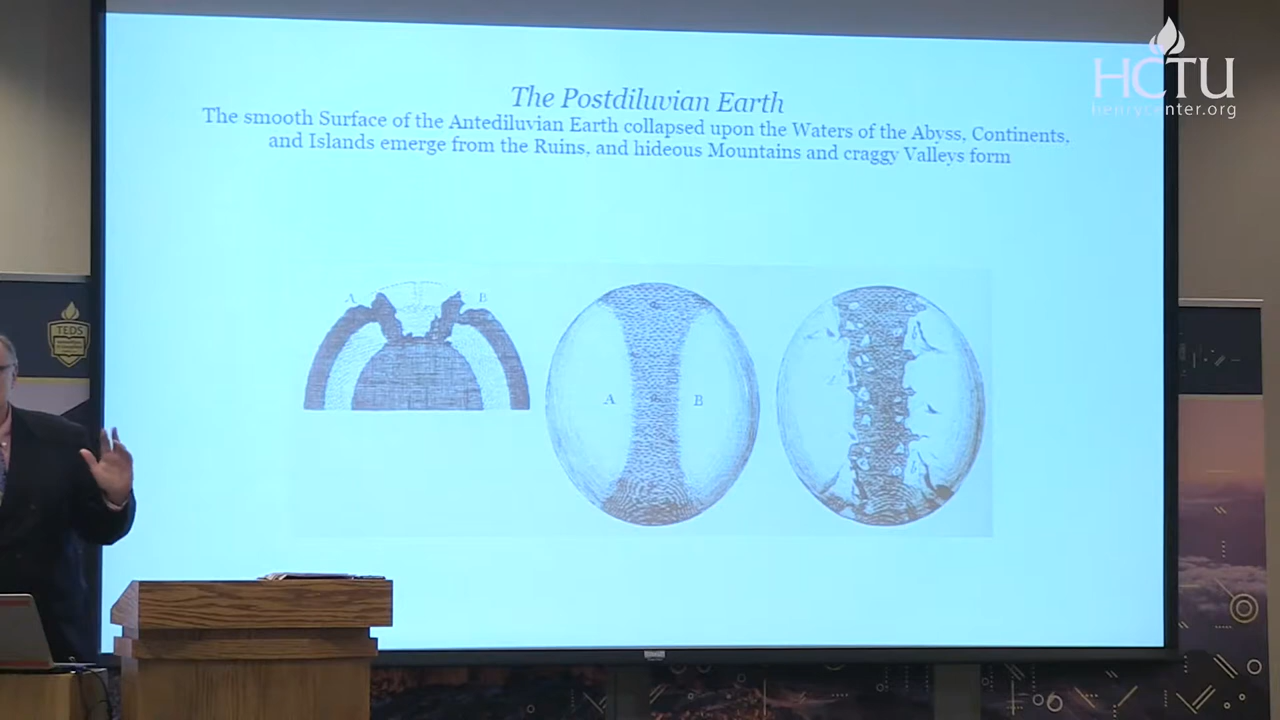 HCTU
henrycenter.org
The Postdiluvian Earth
The smooth Surface of the Antediluvian Earth collapsed upon the Waters of the Abyss, Continents,
and Islands emerge from the Ruins, and hideous Mountains and craggy Valleys form
A
B
A
B
TEDS